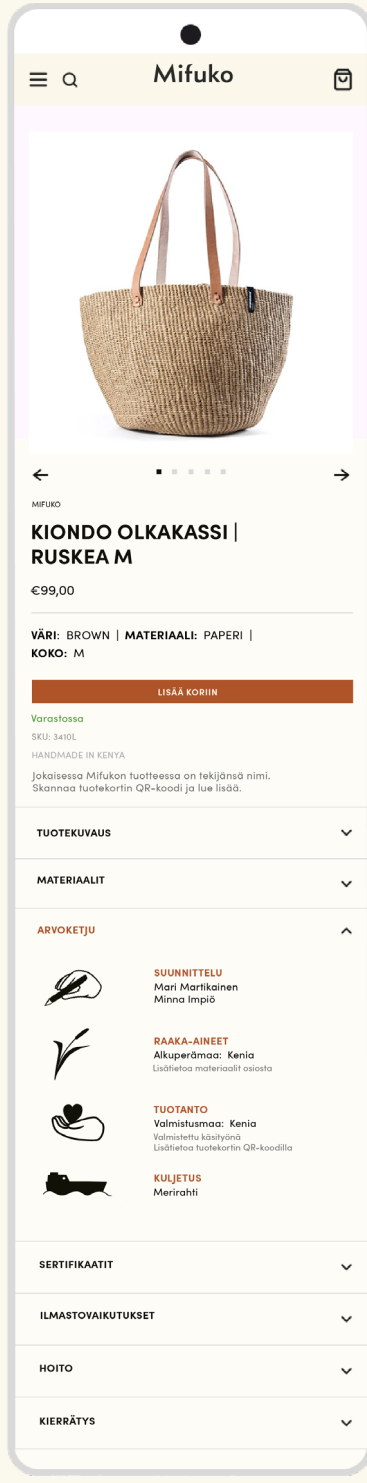 Mifuko
MIFUKO
KIONDO OLKAKASSI |
RUSKEA M
€99,00
VÄRI: BROWN | MATERIAALI: PAPERI |
KOKO: M
LISÄÄ KORIIN
Varastossa
SKU: 3410L
HANDMADE IN KENYA
Jokaisessa Mifukon tuotteessa on tekijänsä nimi.
Skannaa tuotekortin QR-koodi ja lue lisää.
TUOTEKUVAUS
MATERIAALIT
ARVOKETJU
SUUNNITTELU
Mari Martikainen
Minna Impiö
RAAKA-AINEET
Alkuperämaa: Kenia
Lisätietoa materiaalit osiosta
TUOTANTO
Valmistusmaa: Kenia
Valmistettu käsityönä
Lisätietoa tuotekortin QR-koodilla
KULJETUS
Merirahti
SERTIFIKAATIT
ILMASTOVAIKUTUKSET
HOITO
KIERRÄTYS